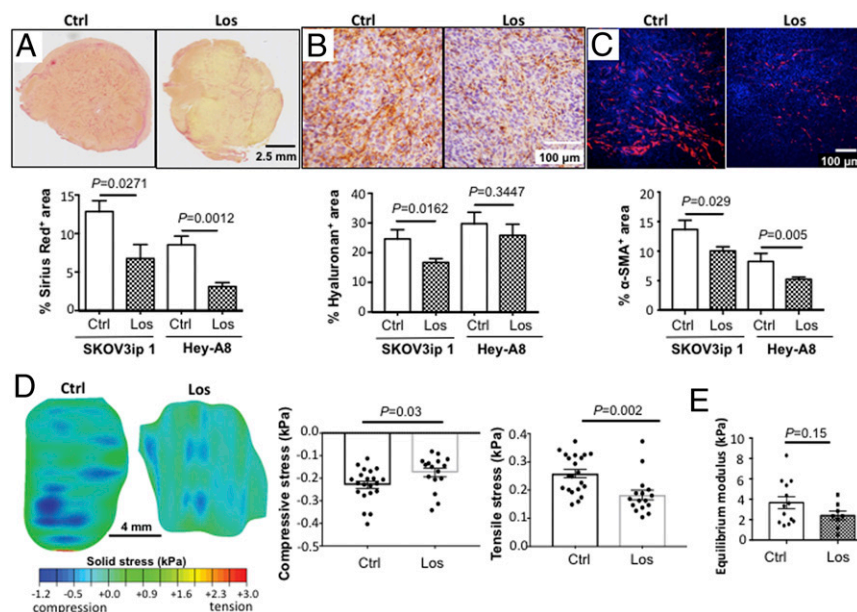 A
Ctrl
Los
2.5 mm
% Sirius Red⁺ area
15
10
5
0
P=0.0271
P=0.0012
Ctrl
Los
Ctrl
Los
SKOV3ip 1
Hey-A8
B
Ctrl
Los
100 μm
% Hyaluronan⁺ area
40
30
20
10
0
P=0.0162
P=0.3447
Ctrl
Los
Ctrl
Los
SKOV3ip 1
Hey-A8
C
Ctrl
Los
100 μm
% α-SMA⁺ area
20
15
10
5
0
P=0.029
P=0.005
Ctrl
Los
Ctrl
Los
SKOV3ip 1
Hey-A8
D
Ctrl
Los
4 mm
Solid stress (kPa)
-1.2
-0.6
+0.0
+1.2
+2.3
+2.4
+3.0
compression
tension
P=0.03
Compressive stress (kPa)
0.0
-0.1
-0.2
-0.3
-0.4
-0.5
Ctrl
Los
P=0.002
Tensile stress (kPa)
0.4
0.3
0.2
0.1
0.0
Ctrl
Los
E
P=0.15
Equilibrium modulus (kPa)
10
8
6
4
2
0
Ctrl
Los